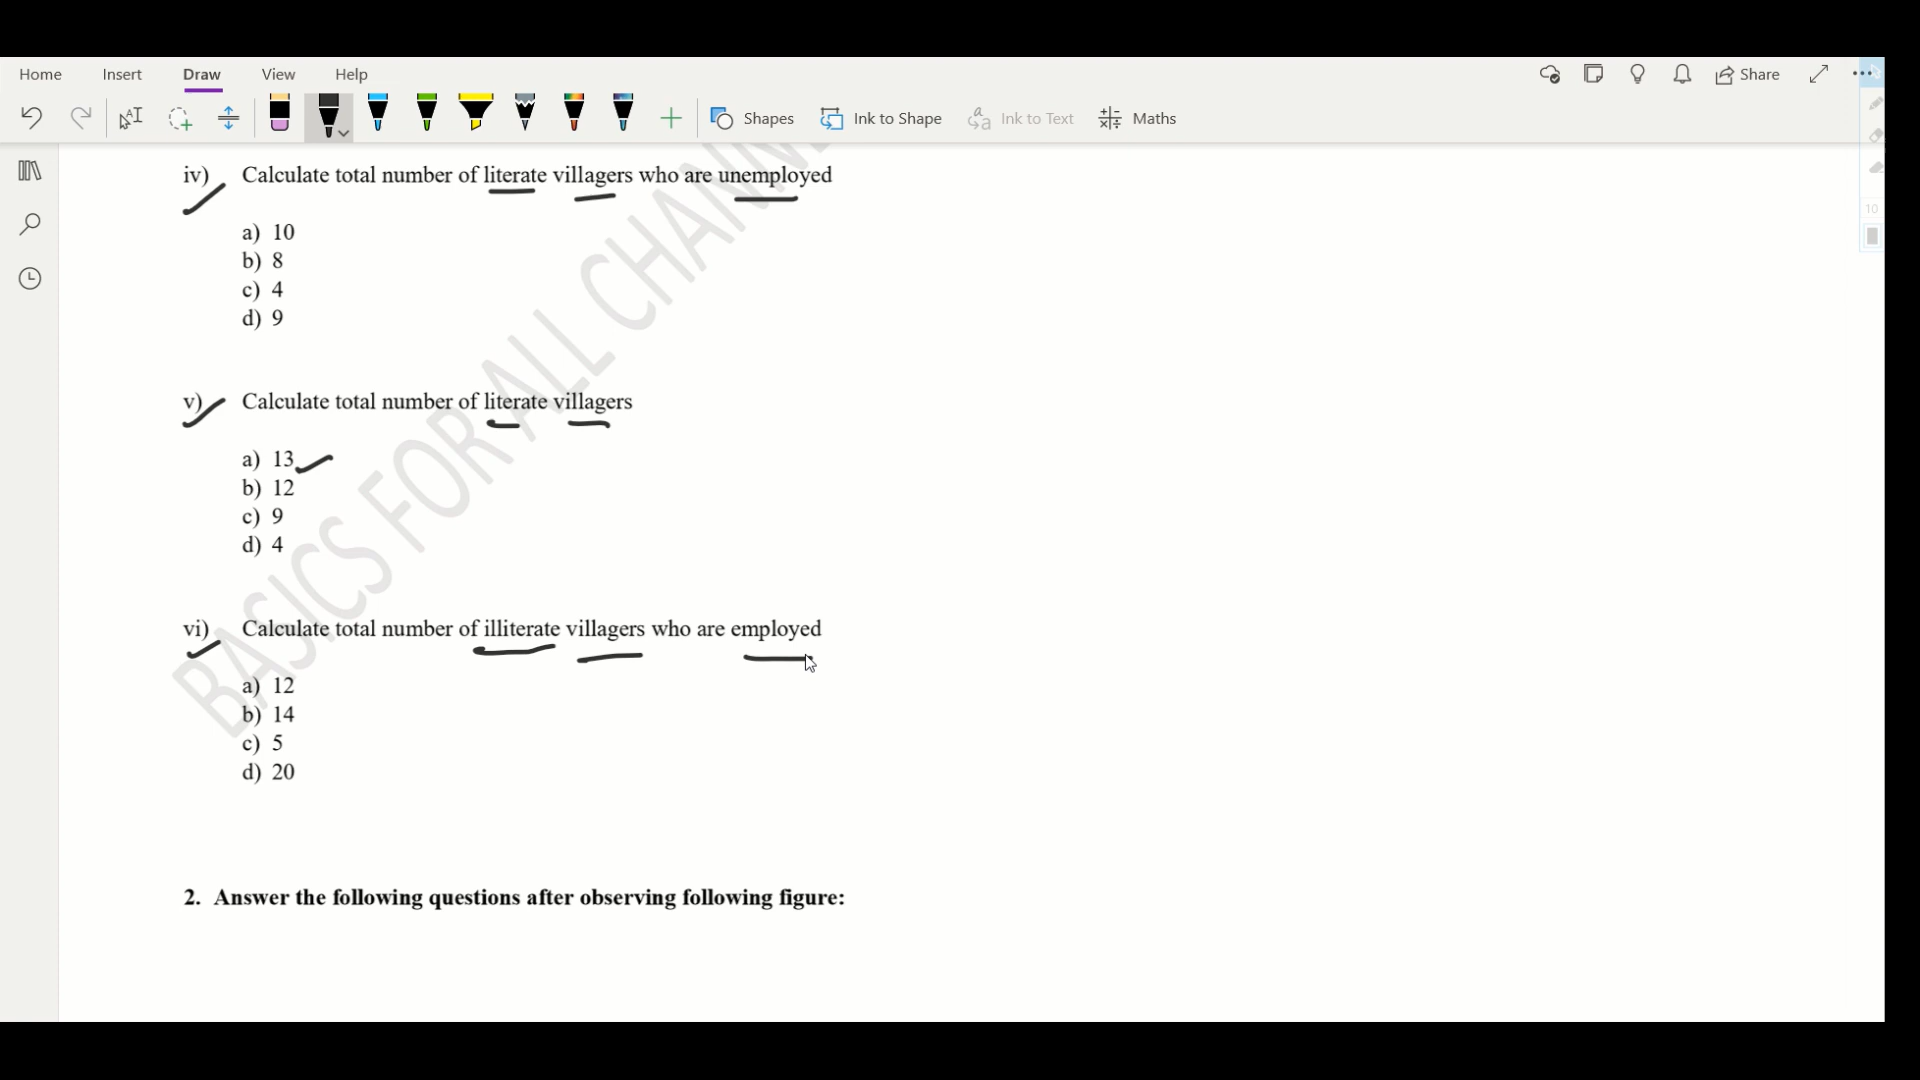 Home Insert Draw View Help Share
Shapes Ink to Shape Ink to Text Maths
iv) Calculate total number of literate villagers who are unemployed
a) 10
b) 8
c) 4
d) 9
v) Calculate total number of literate villagers
a) 13
b) 12
c) 9
d) 4
vi) Calculate total number of illiterate villagers who are employed
a) 12
b) 14
c) 5
d) 20
2. Answer the following questions after observing following figure:
BASICS FOR ALL CHANNE
10